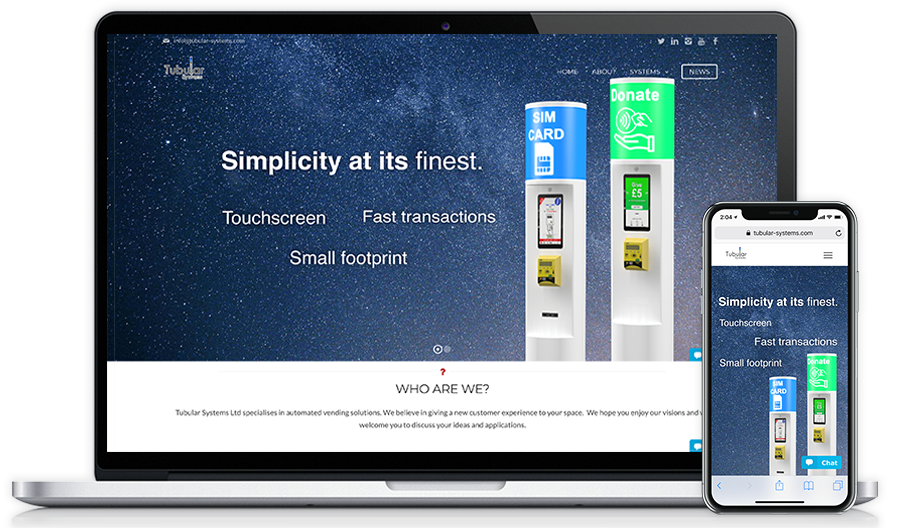 info@tubular-systems.com
Tubular
Systems
HOME ABOUT SYSTEMS NEWS
Simplicity at its finest.
Touchscreen Fast transactions
Small footprint
SIM
CARD
Donate
Give
£5
?
WHO ARE WE?
Tubular Systems Ltd specialises in automated vending solutions. We believe in giving a new customer experience to your space. We hope you enjoy our visions and
welcome you to discuss your ideas and applications.
2:04
tubular-systems.com
Tubular
Simplicity at its finest.
Touchscreen
Fast transactions
Small footprint
SIM
CARD
Donate
Chat